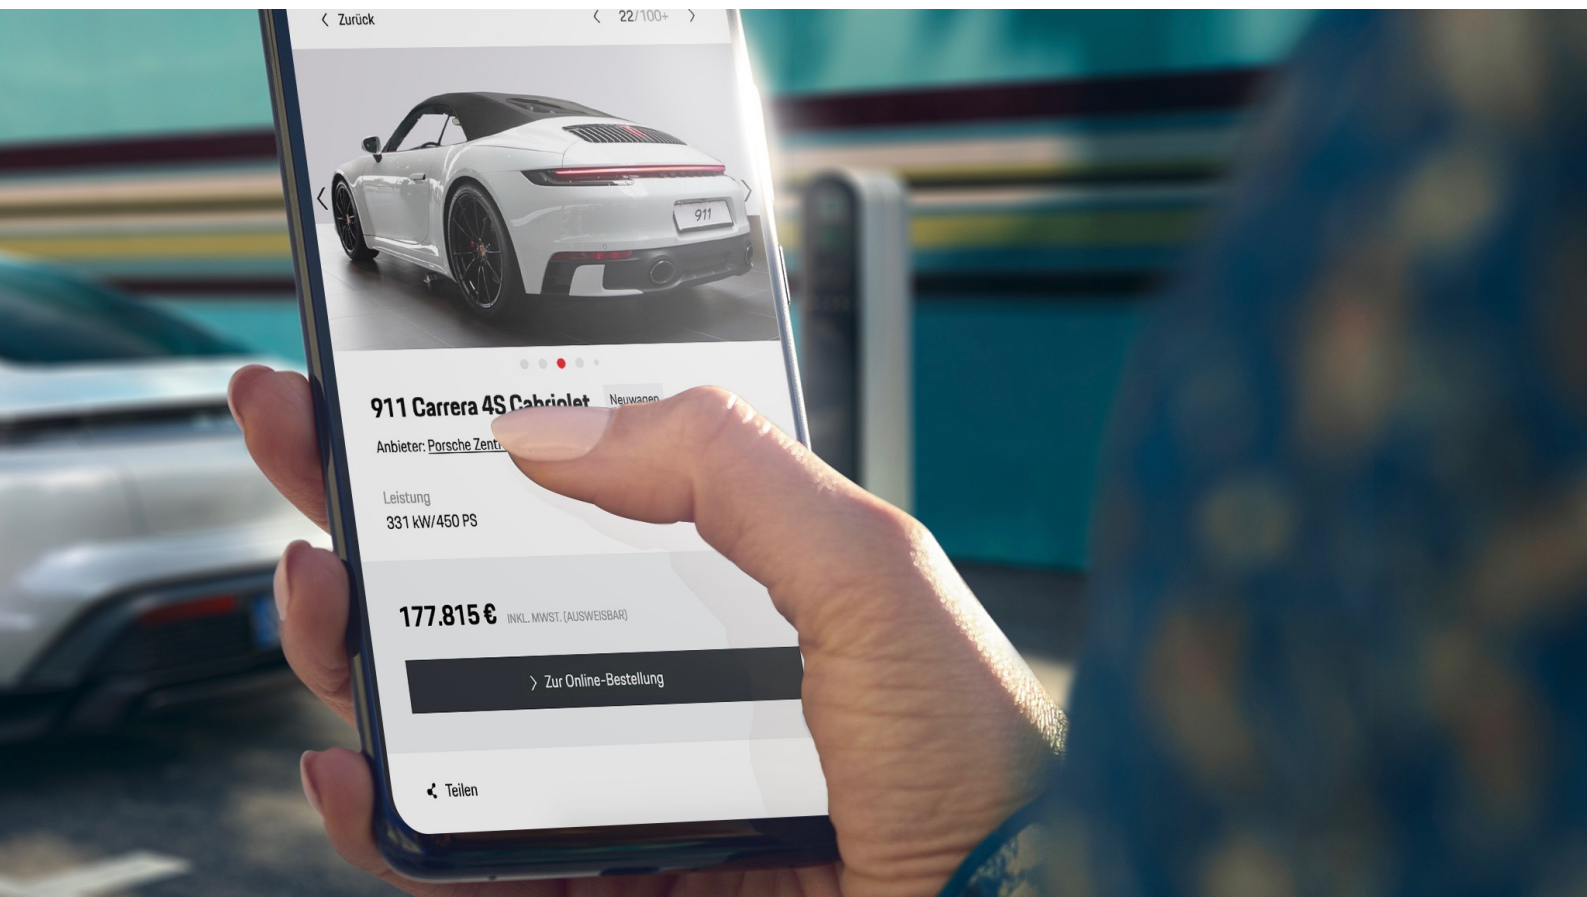 Zurück
22/100+
911
911 Carrera 4S Cabriolet
Neuwagen
Anbieter: Porsche
Leistung
331 kW/450 PS
177.815 €
INKL. MWST. (AUSWEISBAR)
Zur Online-Bestellung
Teilen